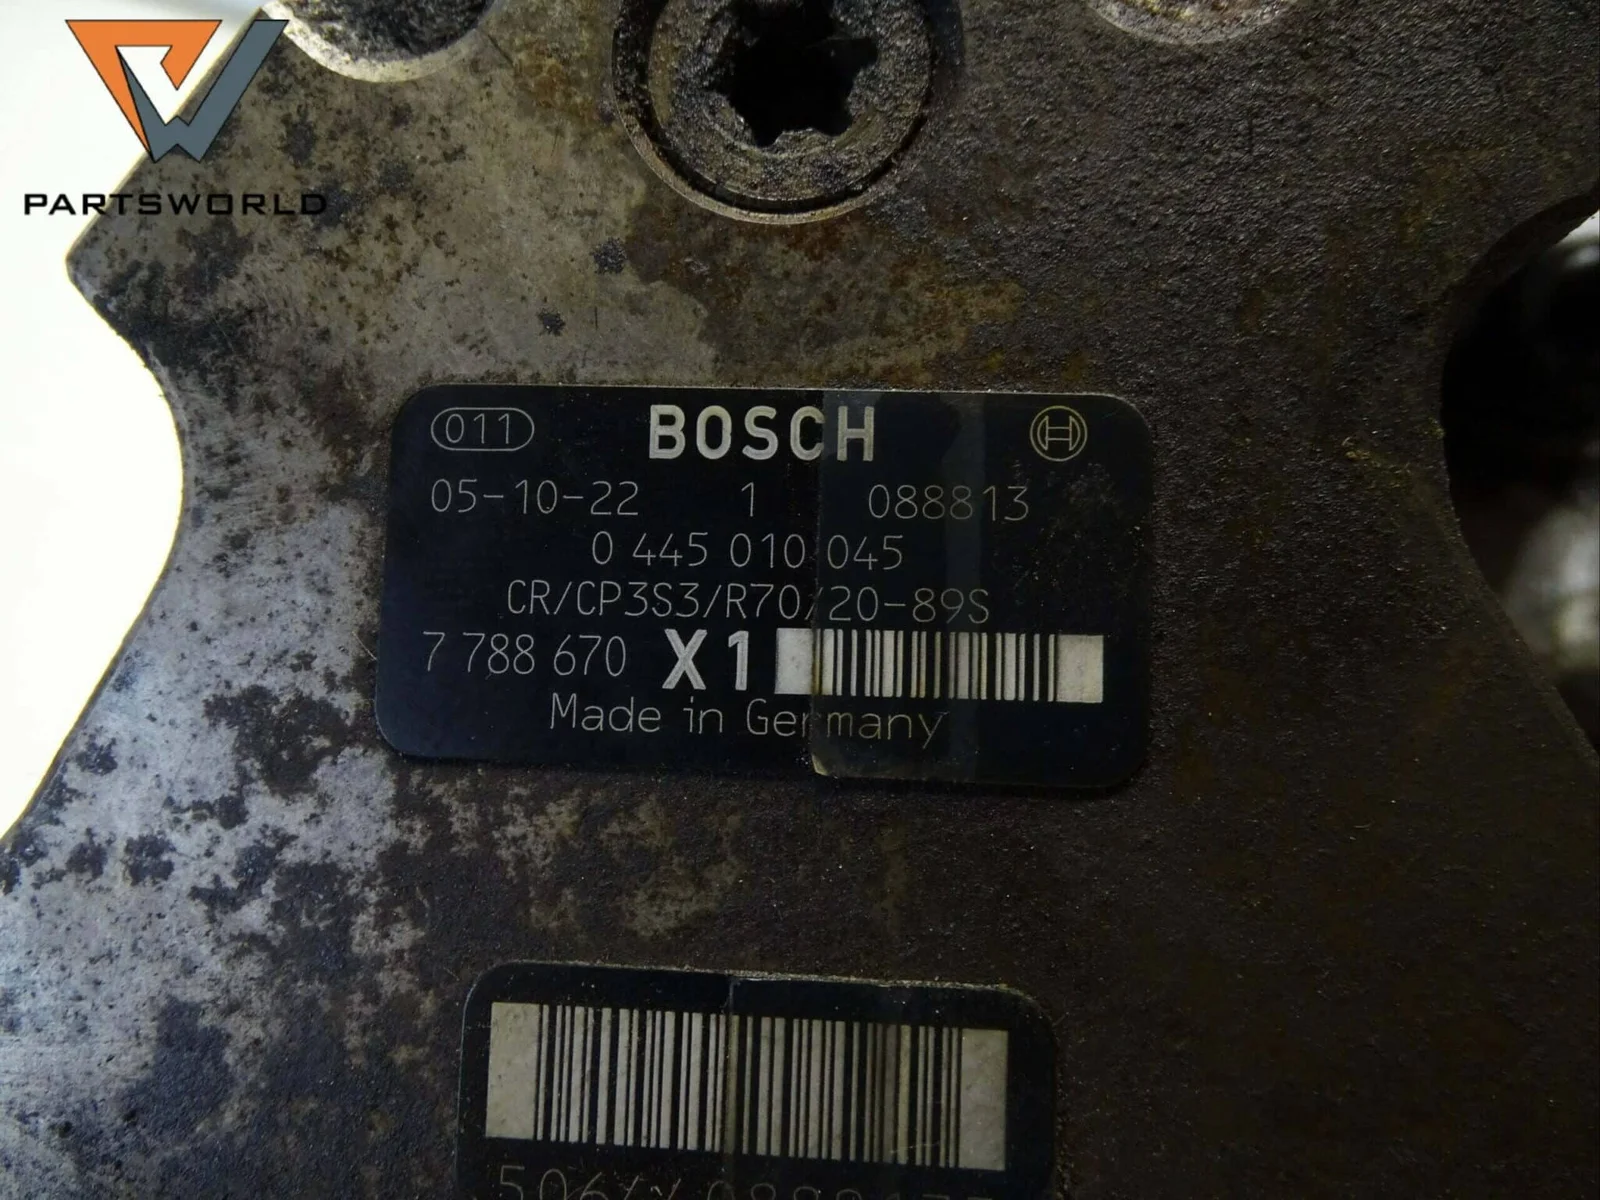 PARTSWORLD
011 BOSCH
05-10-22 1 088813
0 445 010 045
CR/CP3S3/R70/20-89S
7 788 670 X1
Made in Germany